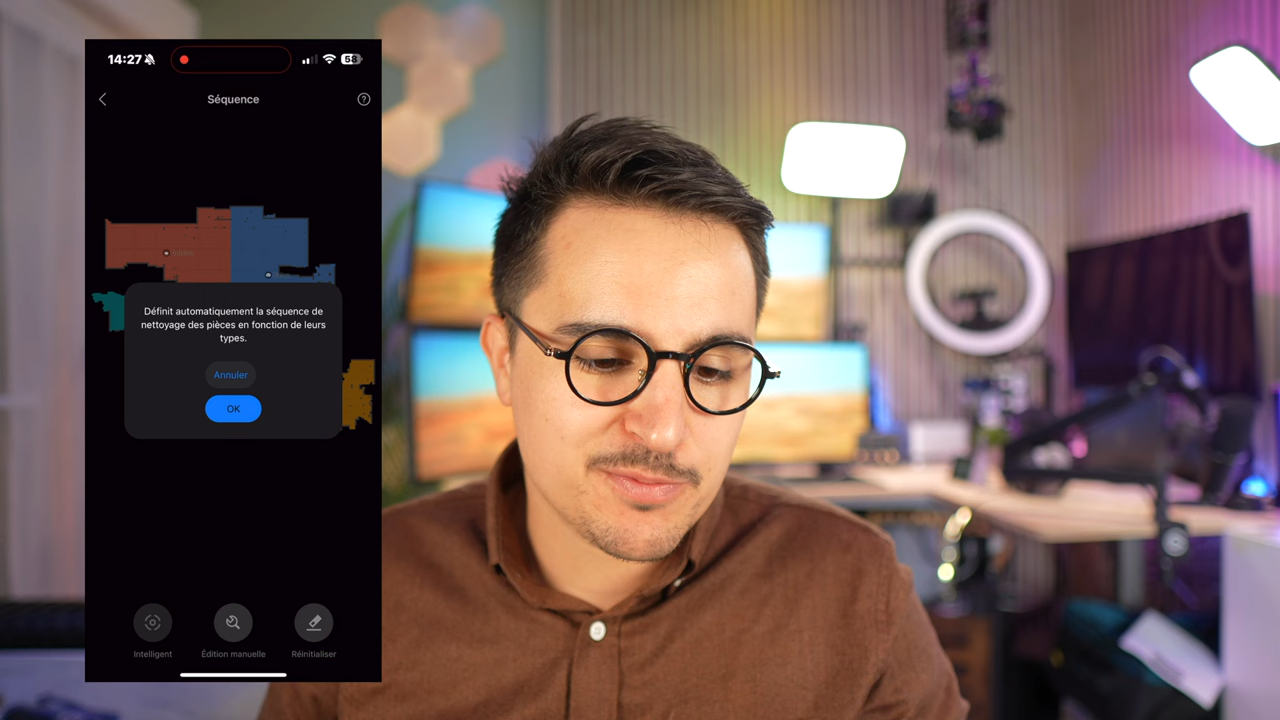 14:27
58
Séquence
Définit automatiquement la séquence de
nettoyage des pièces en fonction de leurs
types.
Annuler
OK
Intelligent
Édition manuelle
Réinitialiser